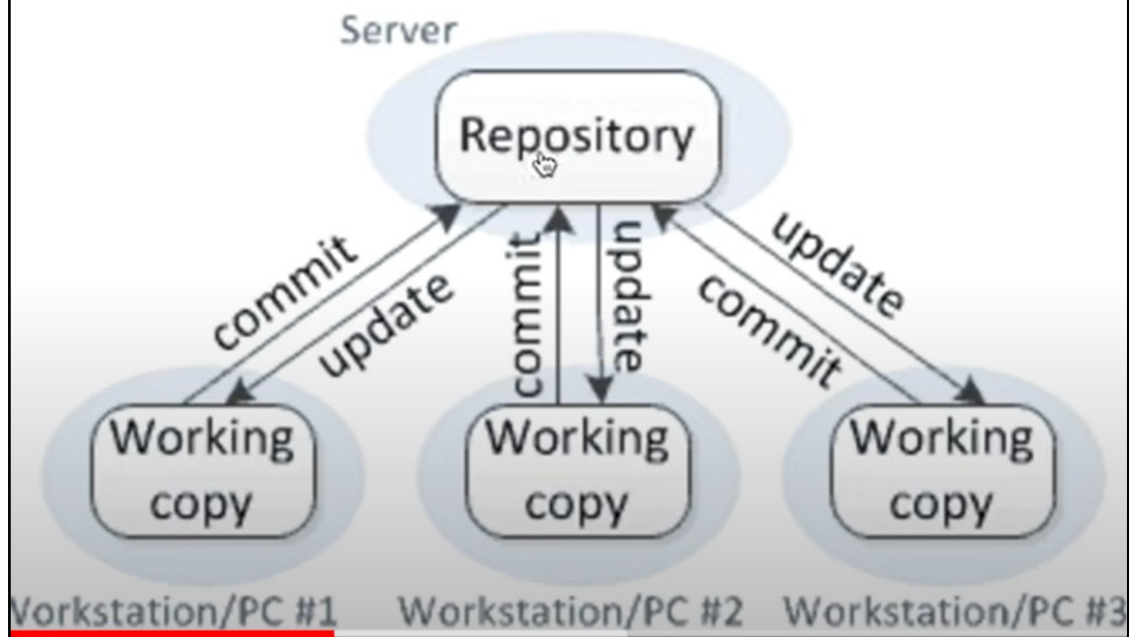 Server
Repository
commit
update
commit
update
commit
update
Working
copy
Working
copy
Working
copy
Workstation/PC #1
Workstation/PC #2
Workstation/PC #3